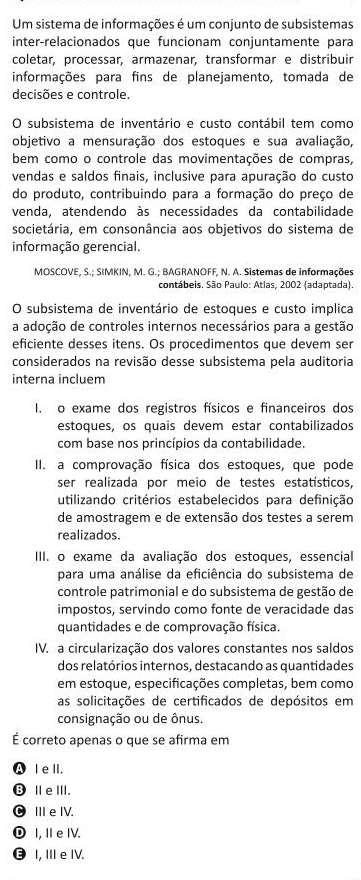 Um sistema de informações é um conjunto de subsistemas
inter-relacionados que funcionam conjuntamente para
coletar, processar, armazenar, transformar e distribuir
informações para fins de planejamento, tomada de
decisões e controle.
O subsistema de inventário e custo contábil tem como
objetivo a mensuração dos estoques e sua avaliação,
bem como o controle das movimentações de compras,
vendas e saldos finais, inclusive para apuração do custo
do produto, contribuindo para a formação do preço de
venda, atendendo às necessidades da contabilidade
societária, em consonância aos objetivos do sistema de
informação gerencial.
MOSCOVE, S.; SIMKIN, M. G.; BAGRANOFF, N. A. Sistemas de informações
contábeis. São Paulo: Atlas, 2002 (adaptada).
O subsistema de inventário de estoques e custo implica
a adoção de controles internos necessários para a gestão
eficiente desses itens. Os procedimentos que devem ser
considerados na revisão desse subsistema pela auditoria
interna incluem
I. o exame dos registros físicos e financeiros dos
estoques, os quais devem estar contabilizados
com base nos princípios da contabilidade.
II. a comprovação física dos estoques, que pode
ser realizada por meio de testes estatísticos,
utilizando critérios estabelecidos para definição
de amostragem e de extensão dos testes a serem
realizados.
III. o exame da avaliação dos estoques, essencial
para uma análise da eficiência do subsistema de
controle patrimonial e do subsistema de gestão de
impostos, servindo como fonte de veracidade das
quantidades e de comprovação física.
IV. a circularização dos valores constantes nos saldos
dos relatórios internos, destacando as quantidades
em estoque, especificações completas, bem como
as solicitações de certificados de depósitos em
consignação ou de ônus.
É correto apenas o que se afirma em
A I e II.
B II e III.
C III e IV.
D I, II e IV.
E I, III e IV.